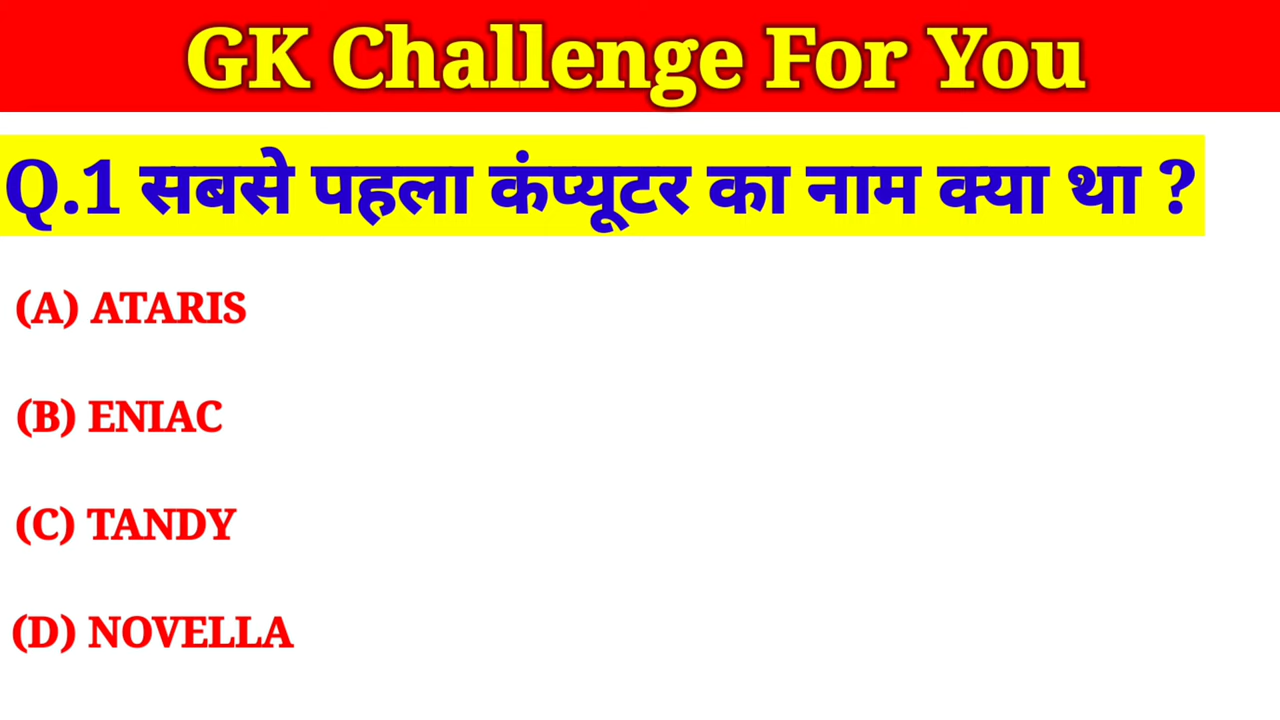 GK Challenge For You
Q.1 सबसे पहला कंप्यूटर का नाम क्या था ?
(A) ATARIS
(B) ENIAC
(C) TANDY
(D) NOVELLA